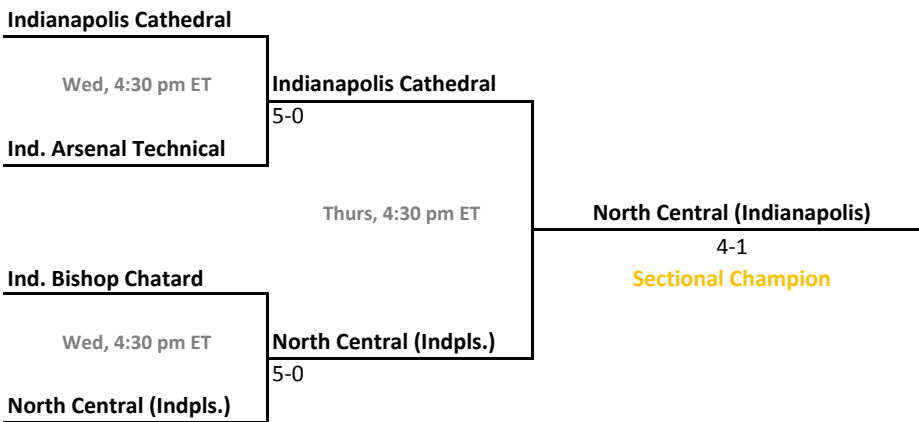 Indianapolis Cathedral
Wed, 4:30 pm ET
Indianapolis Cathedral
5-0
Ind. Arsenal Technical
Thurs, 4:30 pm ET
North Central (Indianapolis)
4-1
Sectional Champion
Ind. Bishop Chatard
Wed, 4:30 pm ET
North Central (Indpls.)
5-0
North Central (Indpls.)